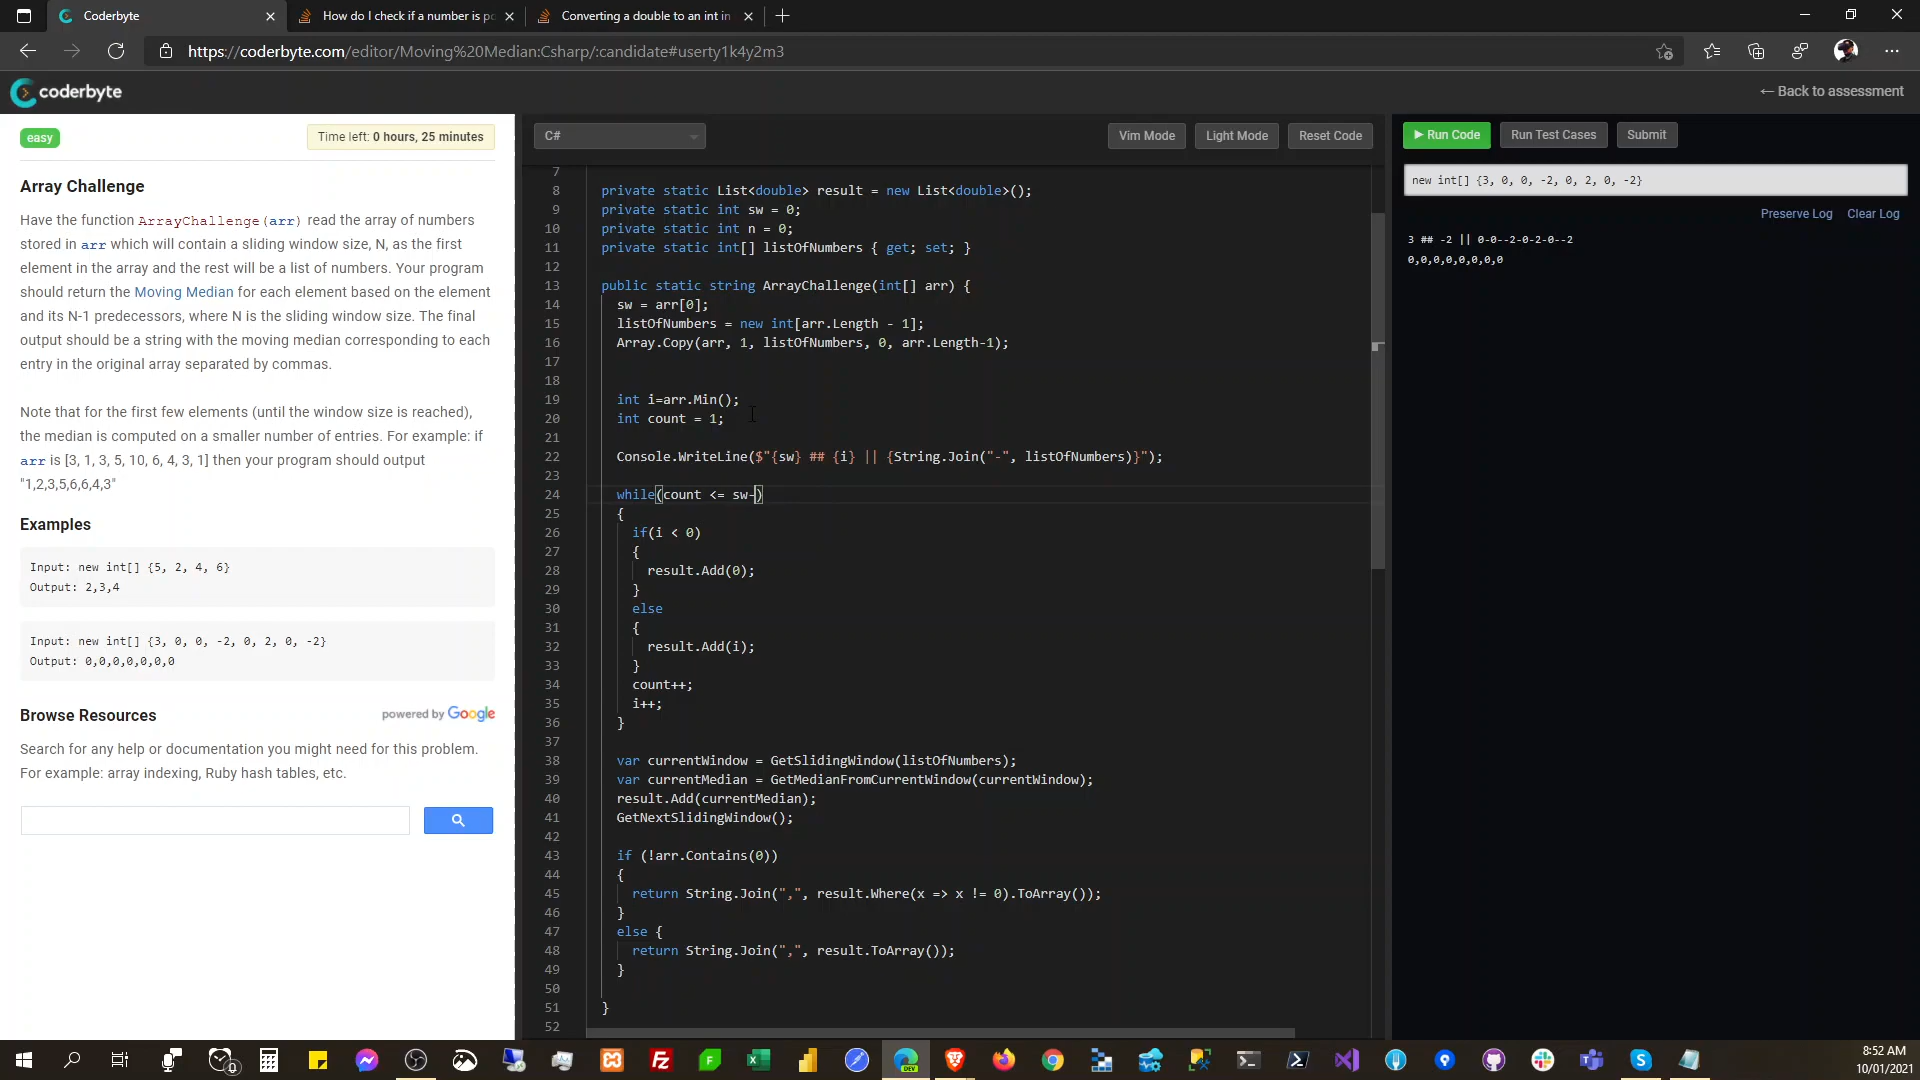 Coderbyte
How do I check if a number is po
Converting a double to an int in
https://coderbyte.com/editor/Moving%20Median:Csharp/:candidate#userty1k4y2m3
coderbyte
← Back to assessment
easy
Time left: 0 hours, 25 minutes
Array Challenge
Have the function ArrayChallenge(arr) read the array of numbers
stored in arr which will contain a sliding window size, N, as the first
element in the array and the rest will be a list of numbers. Your program
should return the Moving Median for each element based on the element
and its N-1 predecessors, where N is the sliding window size. The final
output should be a string with the moving median corresponding to each
entry in the original array separated by commas.
Note that for the first few elements (until the window size is reached),
the median is computed on a smaller number of entries. For example: if
arr is [3, 1, 3, 5, 10, 6, 4, 3, 1] then your program should output
"1,2,3,5,6,6,4,3"
Examples
Input: new int[] {5, 2, 4, 6}
Output: 2,3,4
Input: new int[] {3, 0, 0, -2, 0, 2, 0, -2}
Output: 0,0,0,0,0,0,0
Browse Resources
powered by Google
Search for any help or documentation you might need for this problem.
For example: array indexing, Ruby hash tables, etc.
C#
Vim Mode
Light Mode
Reset Code
7
8 private static List<double> result = new List<double>();
9 private static int sw = 0;
10 private static int n = 0;
11 private static int[] listOfNumbers { get; set; }
12
13 public static string ArrayChallenge(int[] arr) {
14 sw = arr[0];
15 listOfNumbers = new int[arr.Length - 1];
16 Array.Copy(arr, 1, listOfNumbers, 0, arr.Length-1);
17
18
19 int i=arr.Min();
20 int count = 1;
21
22 Console.WriteLine($"{sw} ## {i} || {String.Join("-", listOfNumbers)}");
23
24 while(count <= sw-)
25 {
26 if(i < 0)
27 {
28 result.Add(0);
29 }
30 else
31 {
32 result.Add(i);
33 }
34 count++;
35 i++;
36 }
37
38 var currentWindow = GetSlidingWindow(listOfNumbers);
39 var currentMedian = GetMedianFromCurrentWindow(currentWindow);
40 result.Add(currentMedian);
41 GetNextSlidingWindow();
42
43 if (!arr.Contains(0))
44 {
45 return String.Join(",", result.Where(x => x != 0).ToArray());
46 }
47 else {
48 return String.Join(",", result.ToArray());
49 }
50
51 }
52
Run Code
Run Test Cases
Submit
new int[] {3, 0, 0, -2, 0, 2, 0, -2}
Preserve Log
Clear Log
3 ## -2 || 0-0--2-0-2-0--2
0,0,0,0,0,0,0,0
8:52 AM
10/01/2021